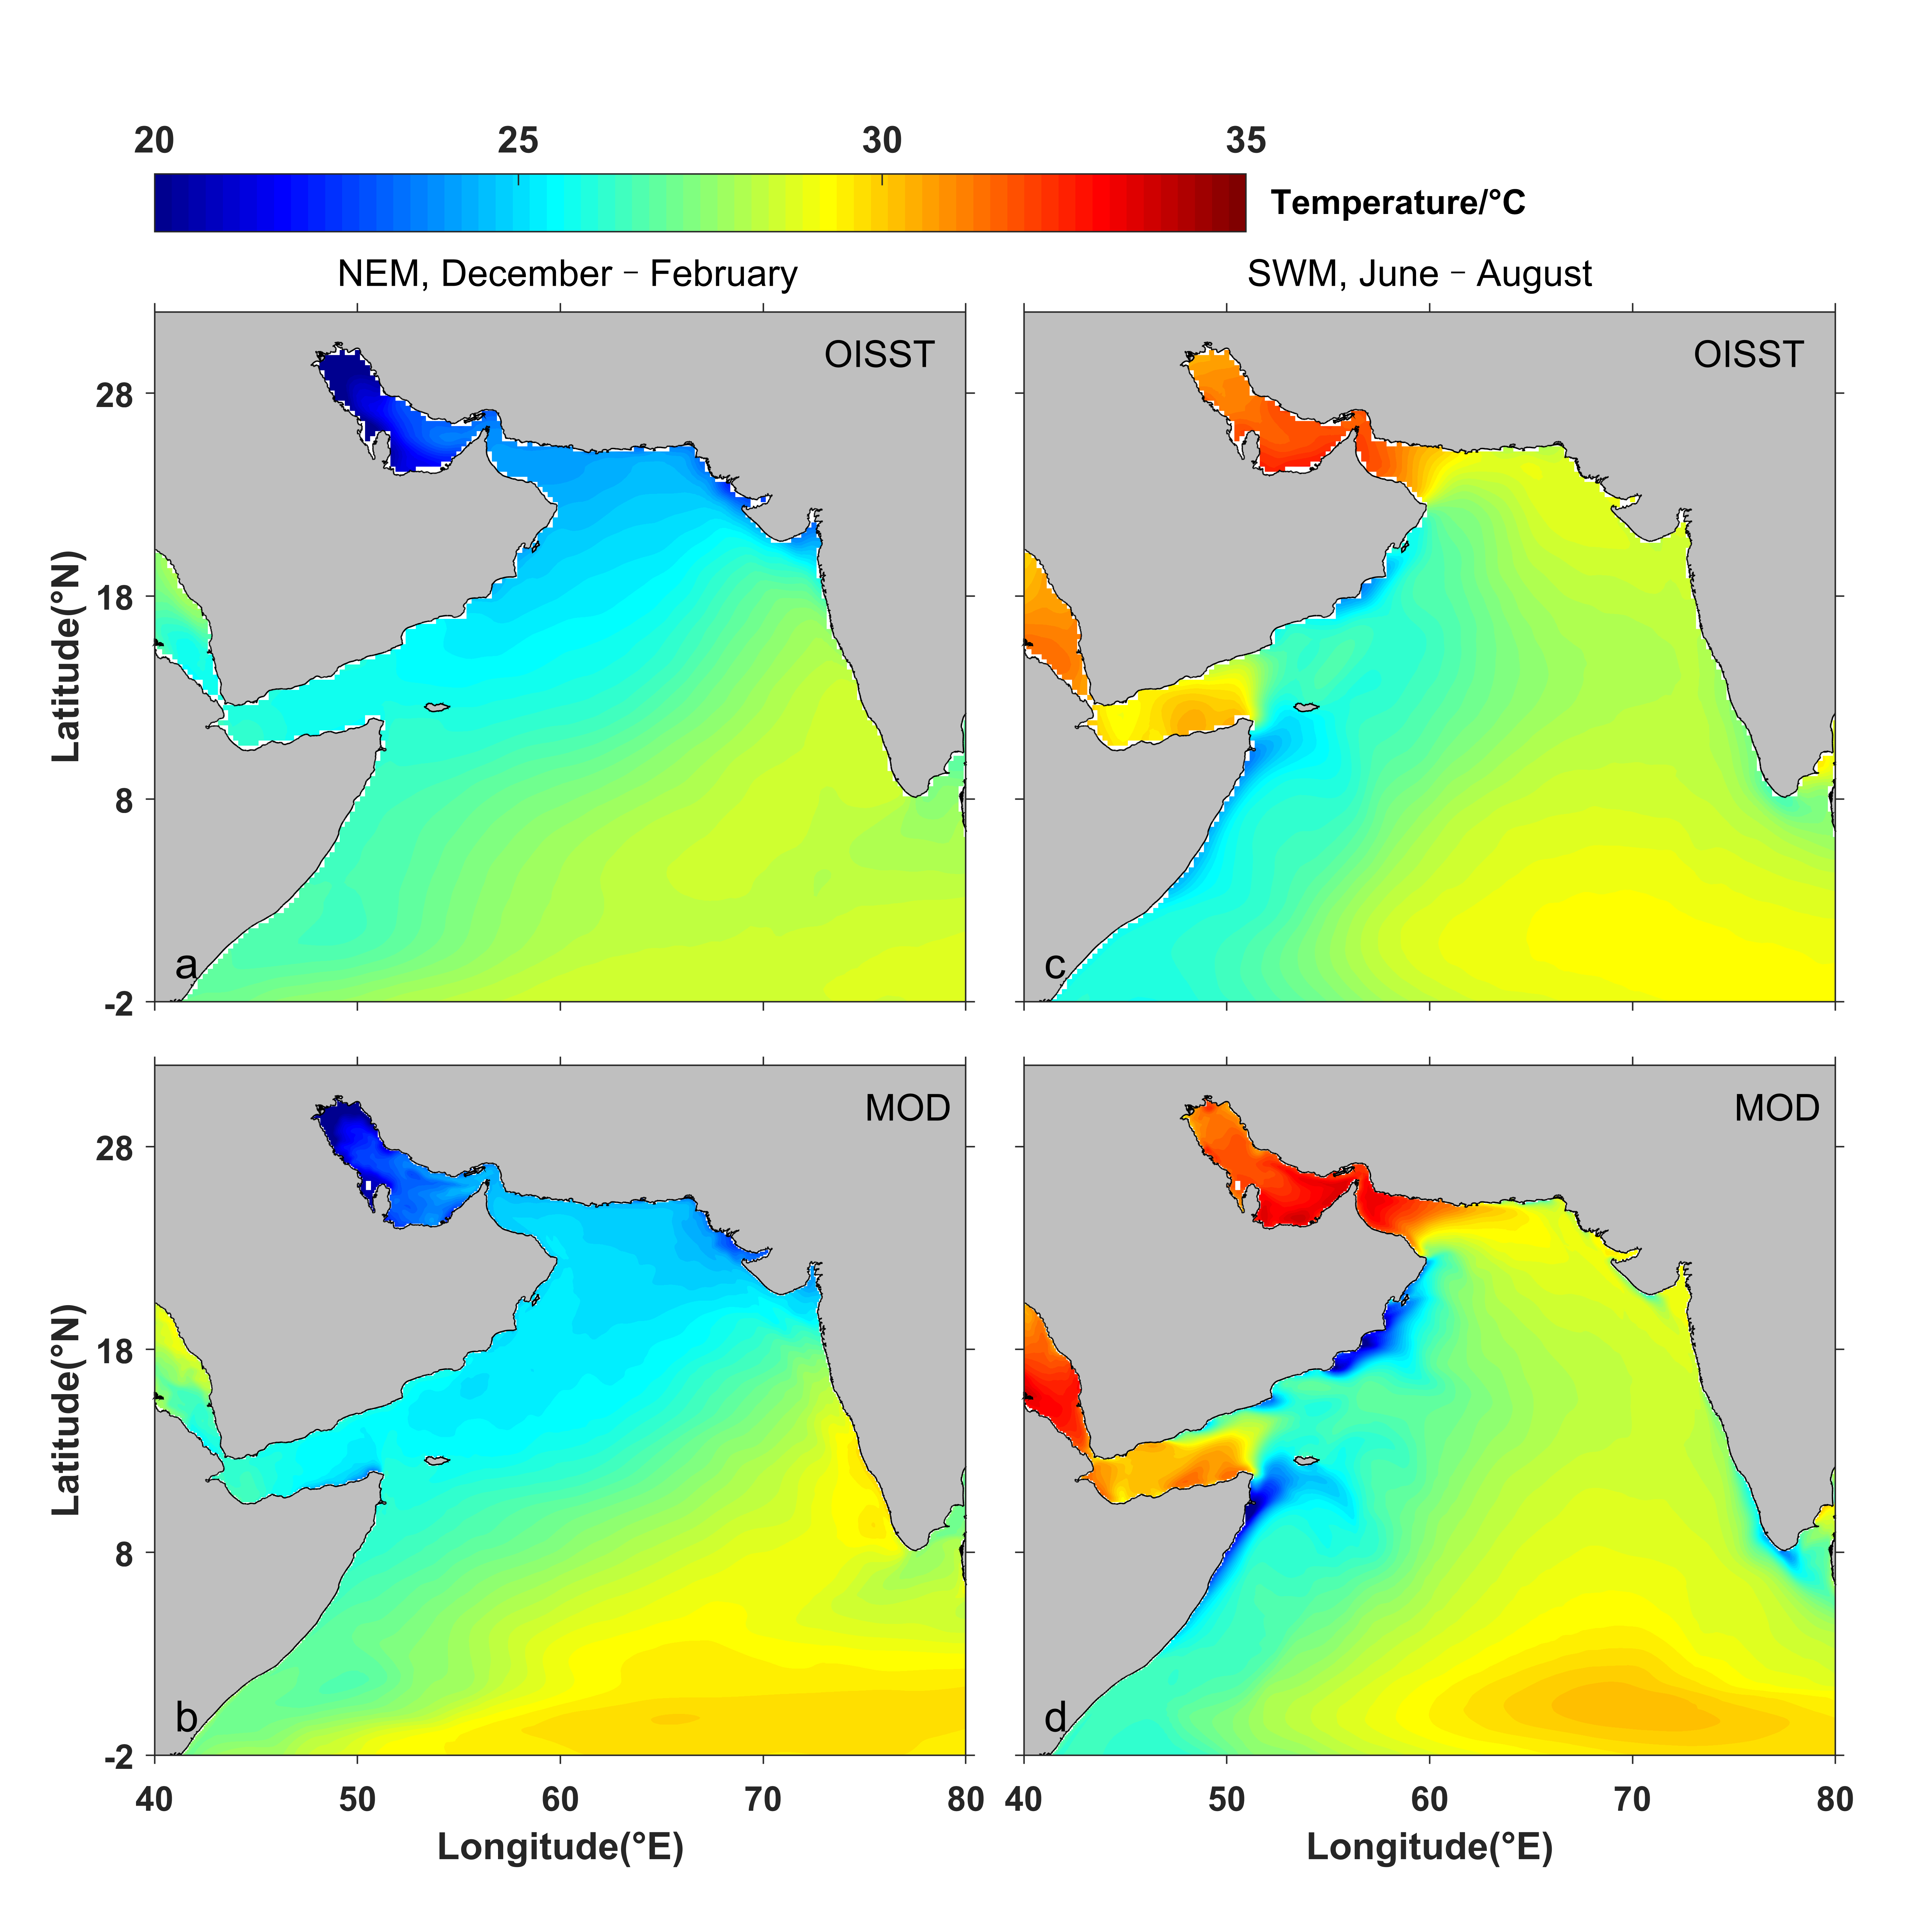 20 25 30 35
Temperature/°C
NEM, December – February
SWM, June – August
OISST
28
18
8
-2
Latitude(°N)
a
OISST
c
MOD
28
18
8
-2
Latitude(°N)
b
40 50 60 70 80
Longitude(°E)
MOD
d
40 50 60 70 80
Longitude(°E)